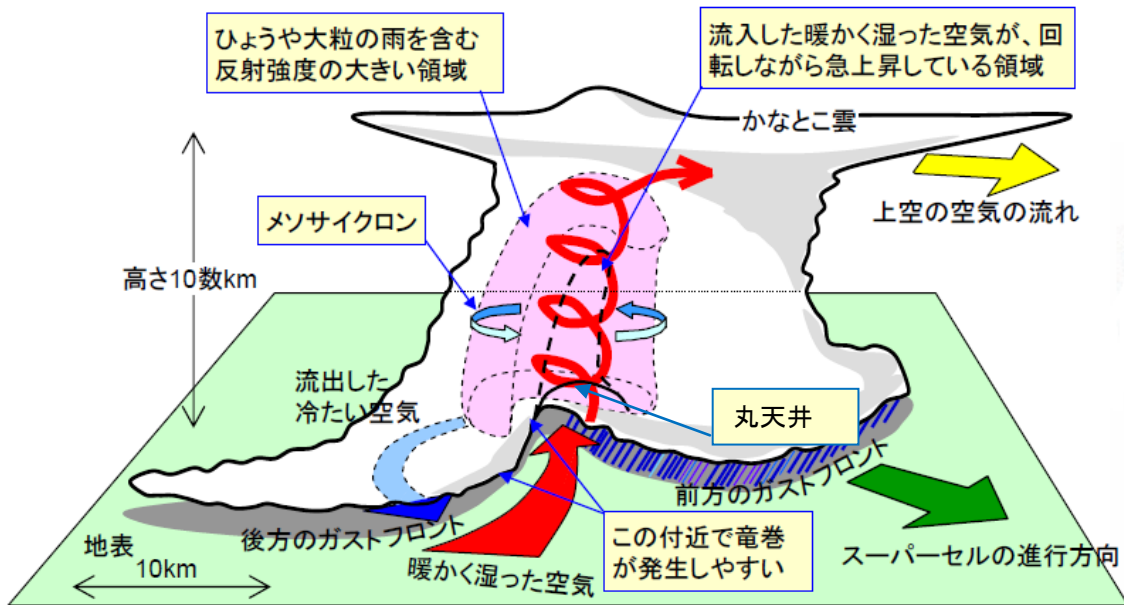 ひょうや大粒の雨を含む
反射強度の大きい領域
流入した暖かく湿った空気が、回
転しながら急上昇している領域
かなとこ雲
上空の空気の流れ
メソサイクロン
高さ10数km
流出した
冷たい空気
丸天井
前方のガストフロント
後方のガストフロント
この付近で竜巻
が発生しやすい
スーパーセルの進行方向
地表
10km
暖かく湿った空気